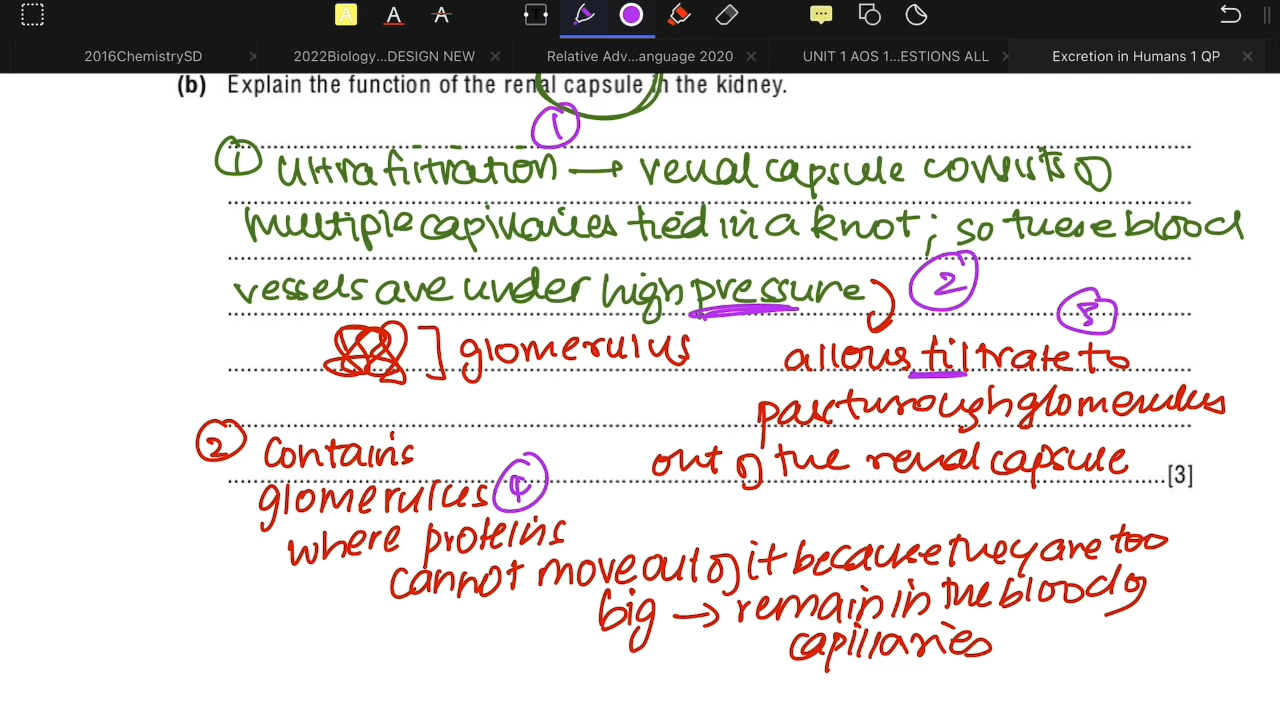 A A A T
2016ChemistrySD × 2022Biology...DESIGN NEW × Relative Adv...anguage 2020 × UNIT 1 AOS 1...ESTIONS ALL × Excretion in Humans 1 QP ×
(b) Explain the function of the renal capsule in the kidney.
1
1 Ultrafiltration → renal capsule consists of
multiple capillaries tied in a knot; so these blood
vessels are under high pressure 2
3
] glomerulus allows filtrate to
pass through glomerulus
out of the renal capsule
[3]
2 contains
glomerulus 4
where proteins
cannot move out of it because they are too
big → remain in the blood of
capillaries